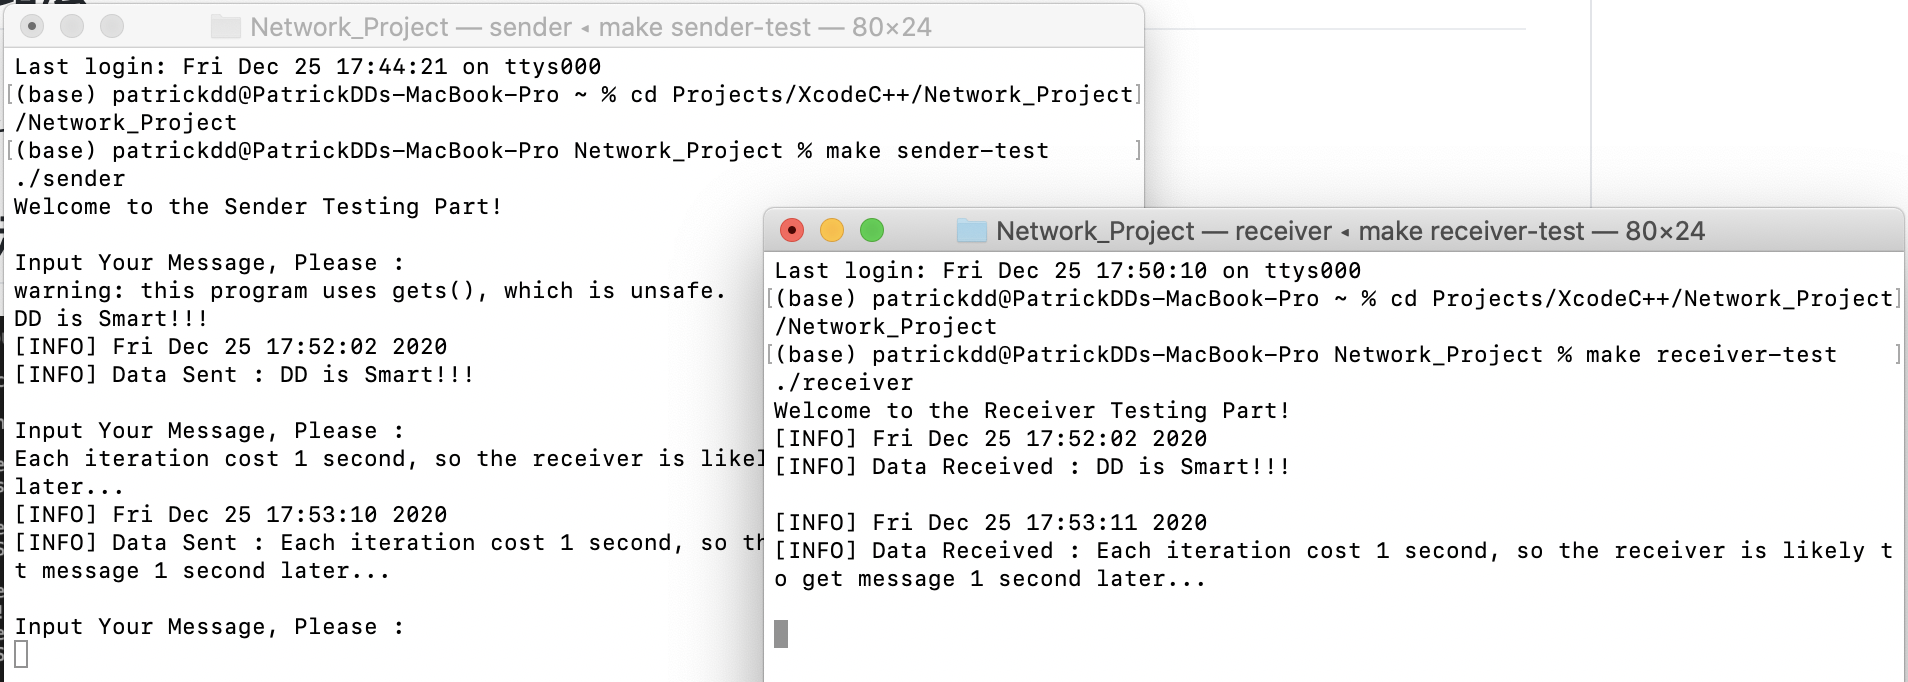 Network_Project — sender ◂ make sender-test — 80×24
Last login: Fri Dec 25 17:44:21 on ttys000
[(base) patrickdd@PatrickDDs-MacBook-Pro ~ % cd Projects/XcodeC++/Network_Project]
/Network_Project
[(base) patrickdd@PatrickDDs-MacBook-Pro Network_Project % make sender-test ]
./sender
Welcome to the Sender Testing Part!
Input Your Message, Please :
warning: this program uses gets(), which is unsafe.
DD is Smart!!!
[INFO] Fri Dec 25 17:52:02 2020
[INFO] Data Sent : DD is Smart!!!
Input Your Message, Please :
Each iteration cost 1 second, so the receiver is likel
later...
[INFO] Fri Dec 25 17:53:10 2020
[INFO] Data Sent : Each iteration cost 1 second, so th
t message 1 second later...
Input Your Message, Please :
Network_Project — receiver ◂ make receiver-test — 80×24
Last login: Fri Dec 25 17:50:10 on ttys000
[(base) patrickdd@PatrickDDs-MacBook-Pro ~ % cd Projects/XcodeC++/Network_Project]
/Network_Project
[(base) patrickdd@PatrickDDs-MacBook-Pro Network_Project % make receiver-test ]
./receiver
Welcome to the Receiver Testing Part!
[INFO] Fri Dec 25 17:52:02 2020
[INFO] Data Received : DD is Smart!!!
[INFO] Fri Dec 25 17:53:11 2020
[INFO] Data Received : Each iteration cost 1 second, so the receiver is likely t
o get message 1 second later...